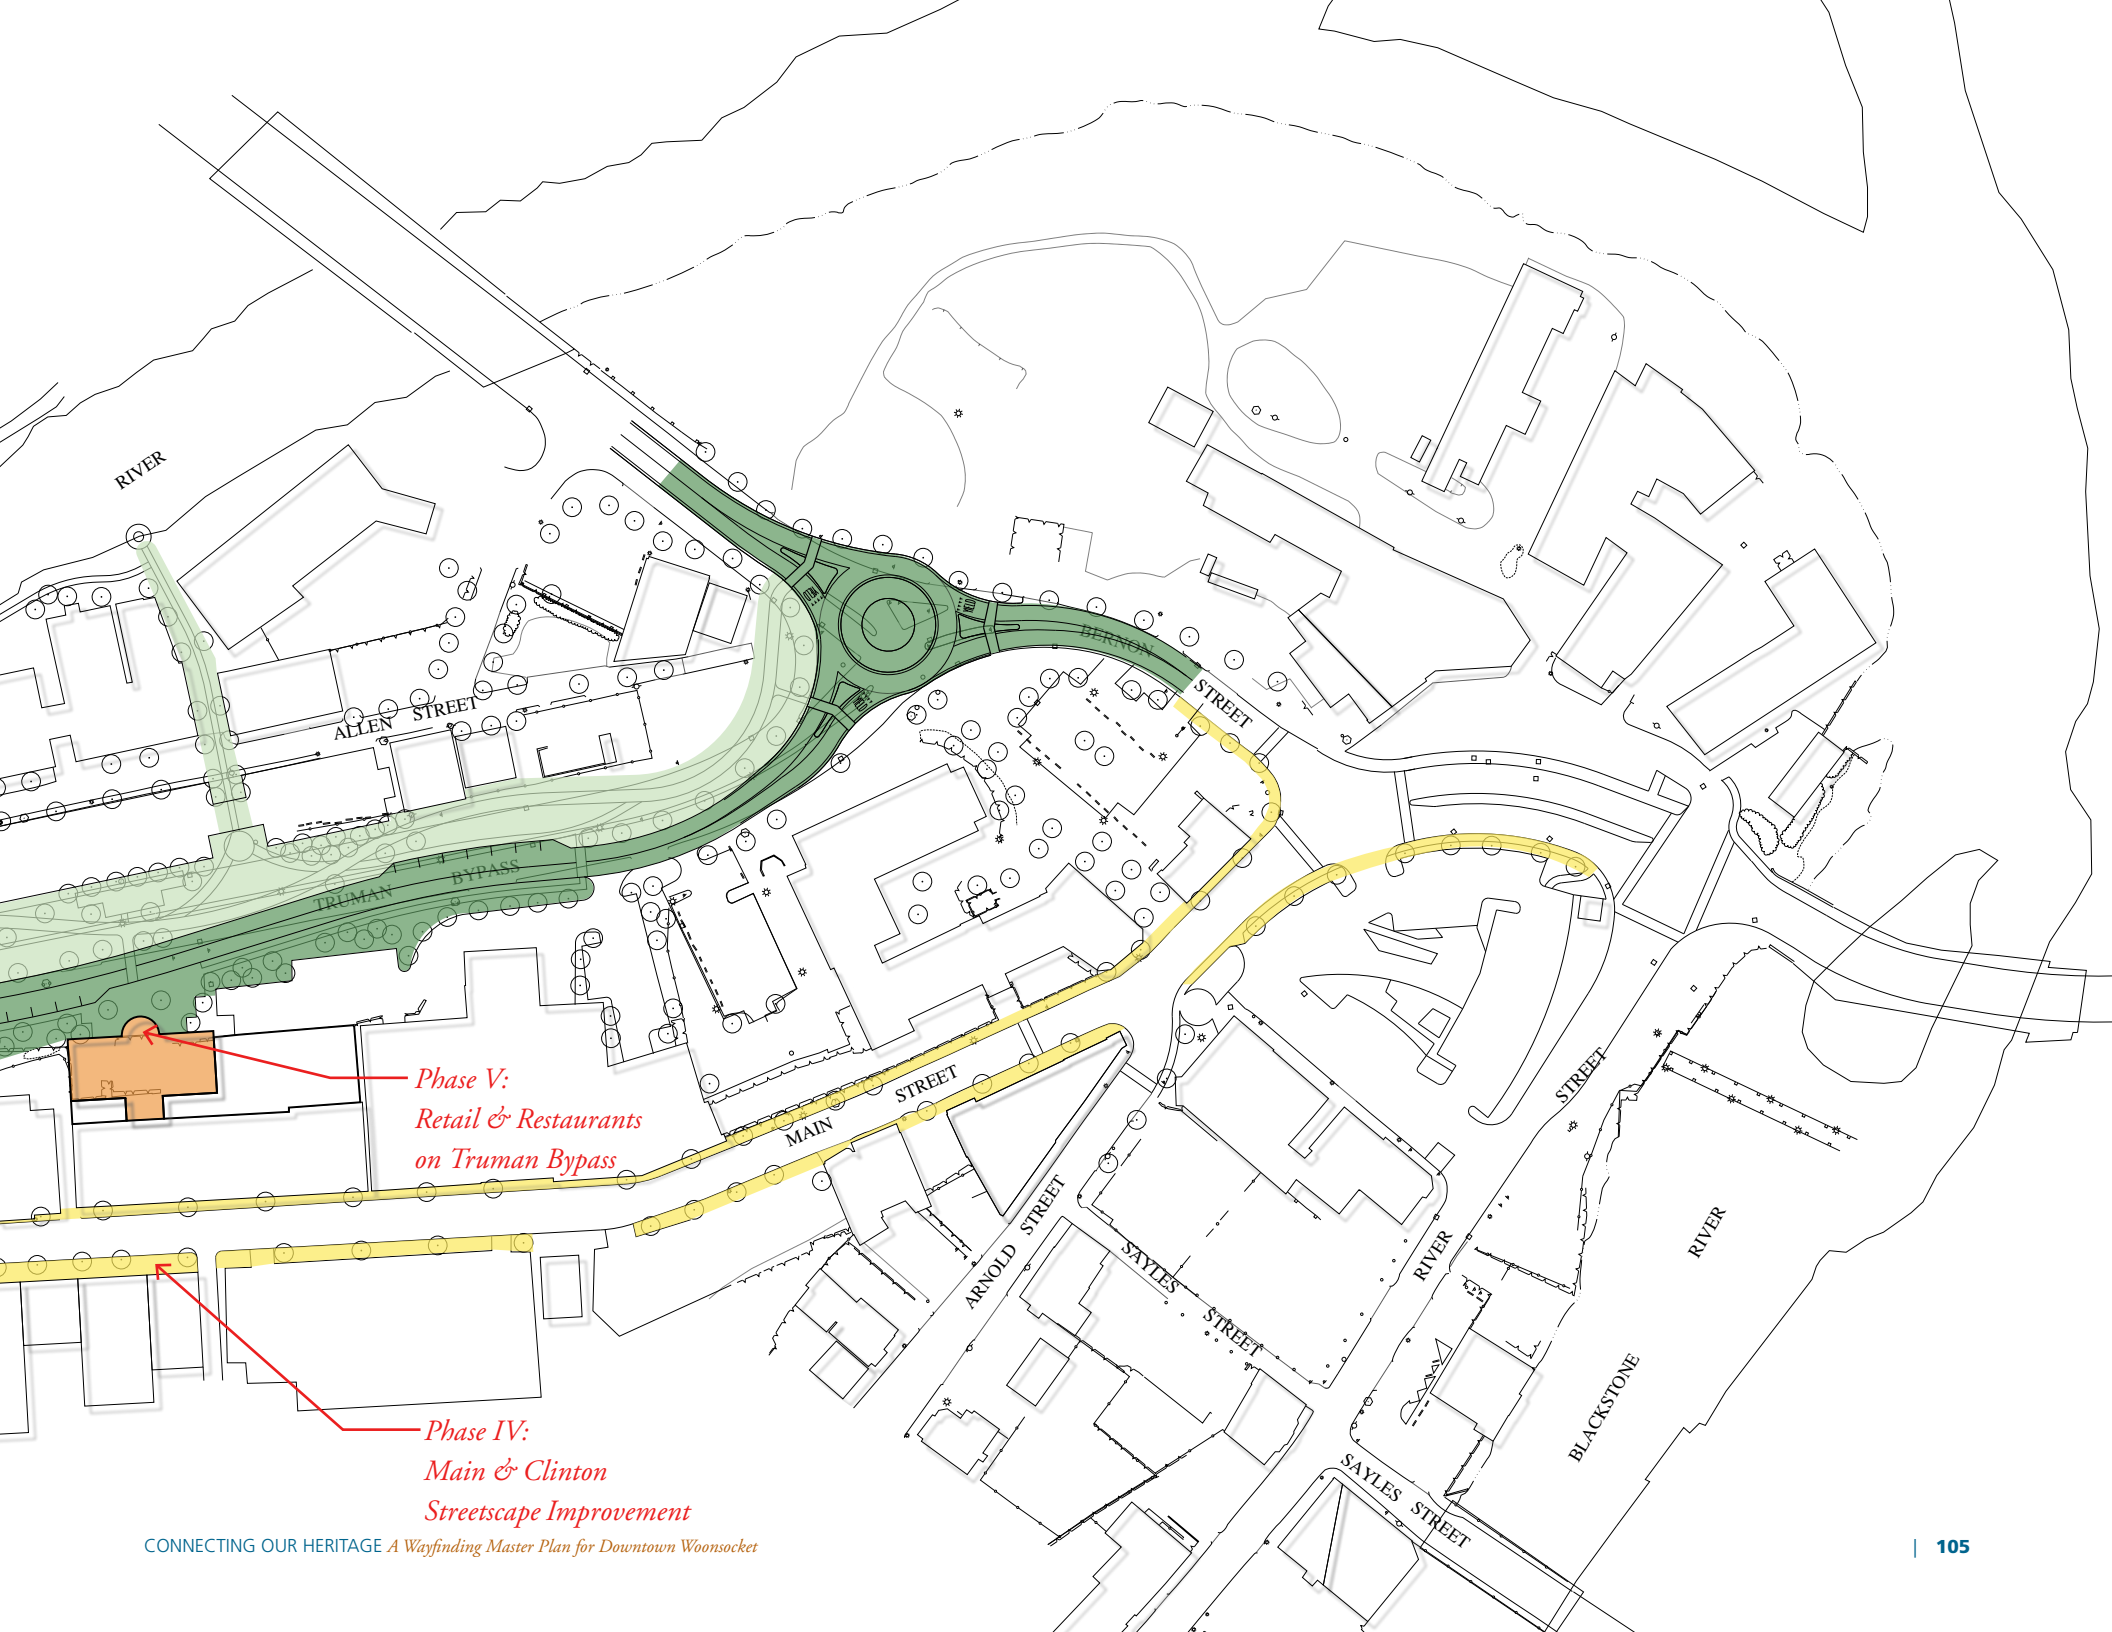 RIVER
BERNON
STREET
ALLEN STREET
TRUMAN BYPASS
Phase V:
Retail & Restaurants
on Truman Bypass
MAIN STREET
ARNOLD STREET
SAYLES
STREET
RIVER STREET
RIVER
BLACKSTONE
Phase IV:
Main & Clinton
Streetscape Improvement
SAYLES STREET
CONNECTING OUR HERITAGE A Wayfinding Master Plan for Downtown Woonsocket
| 105